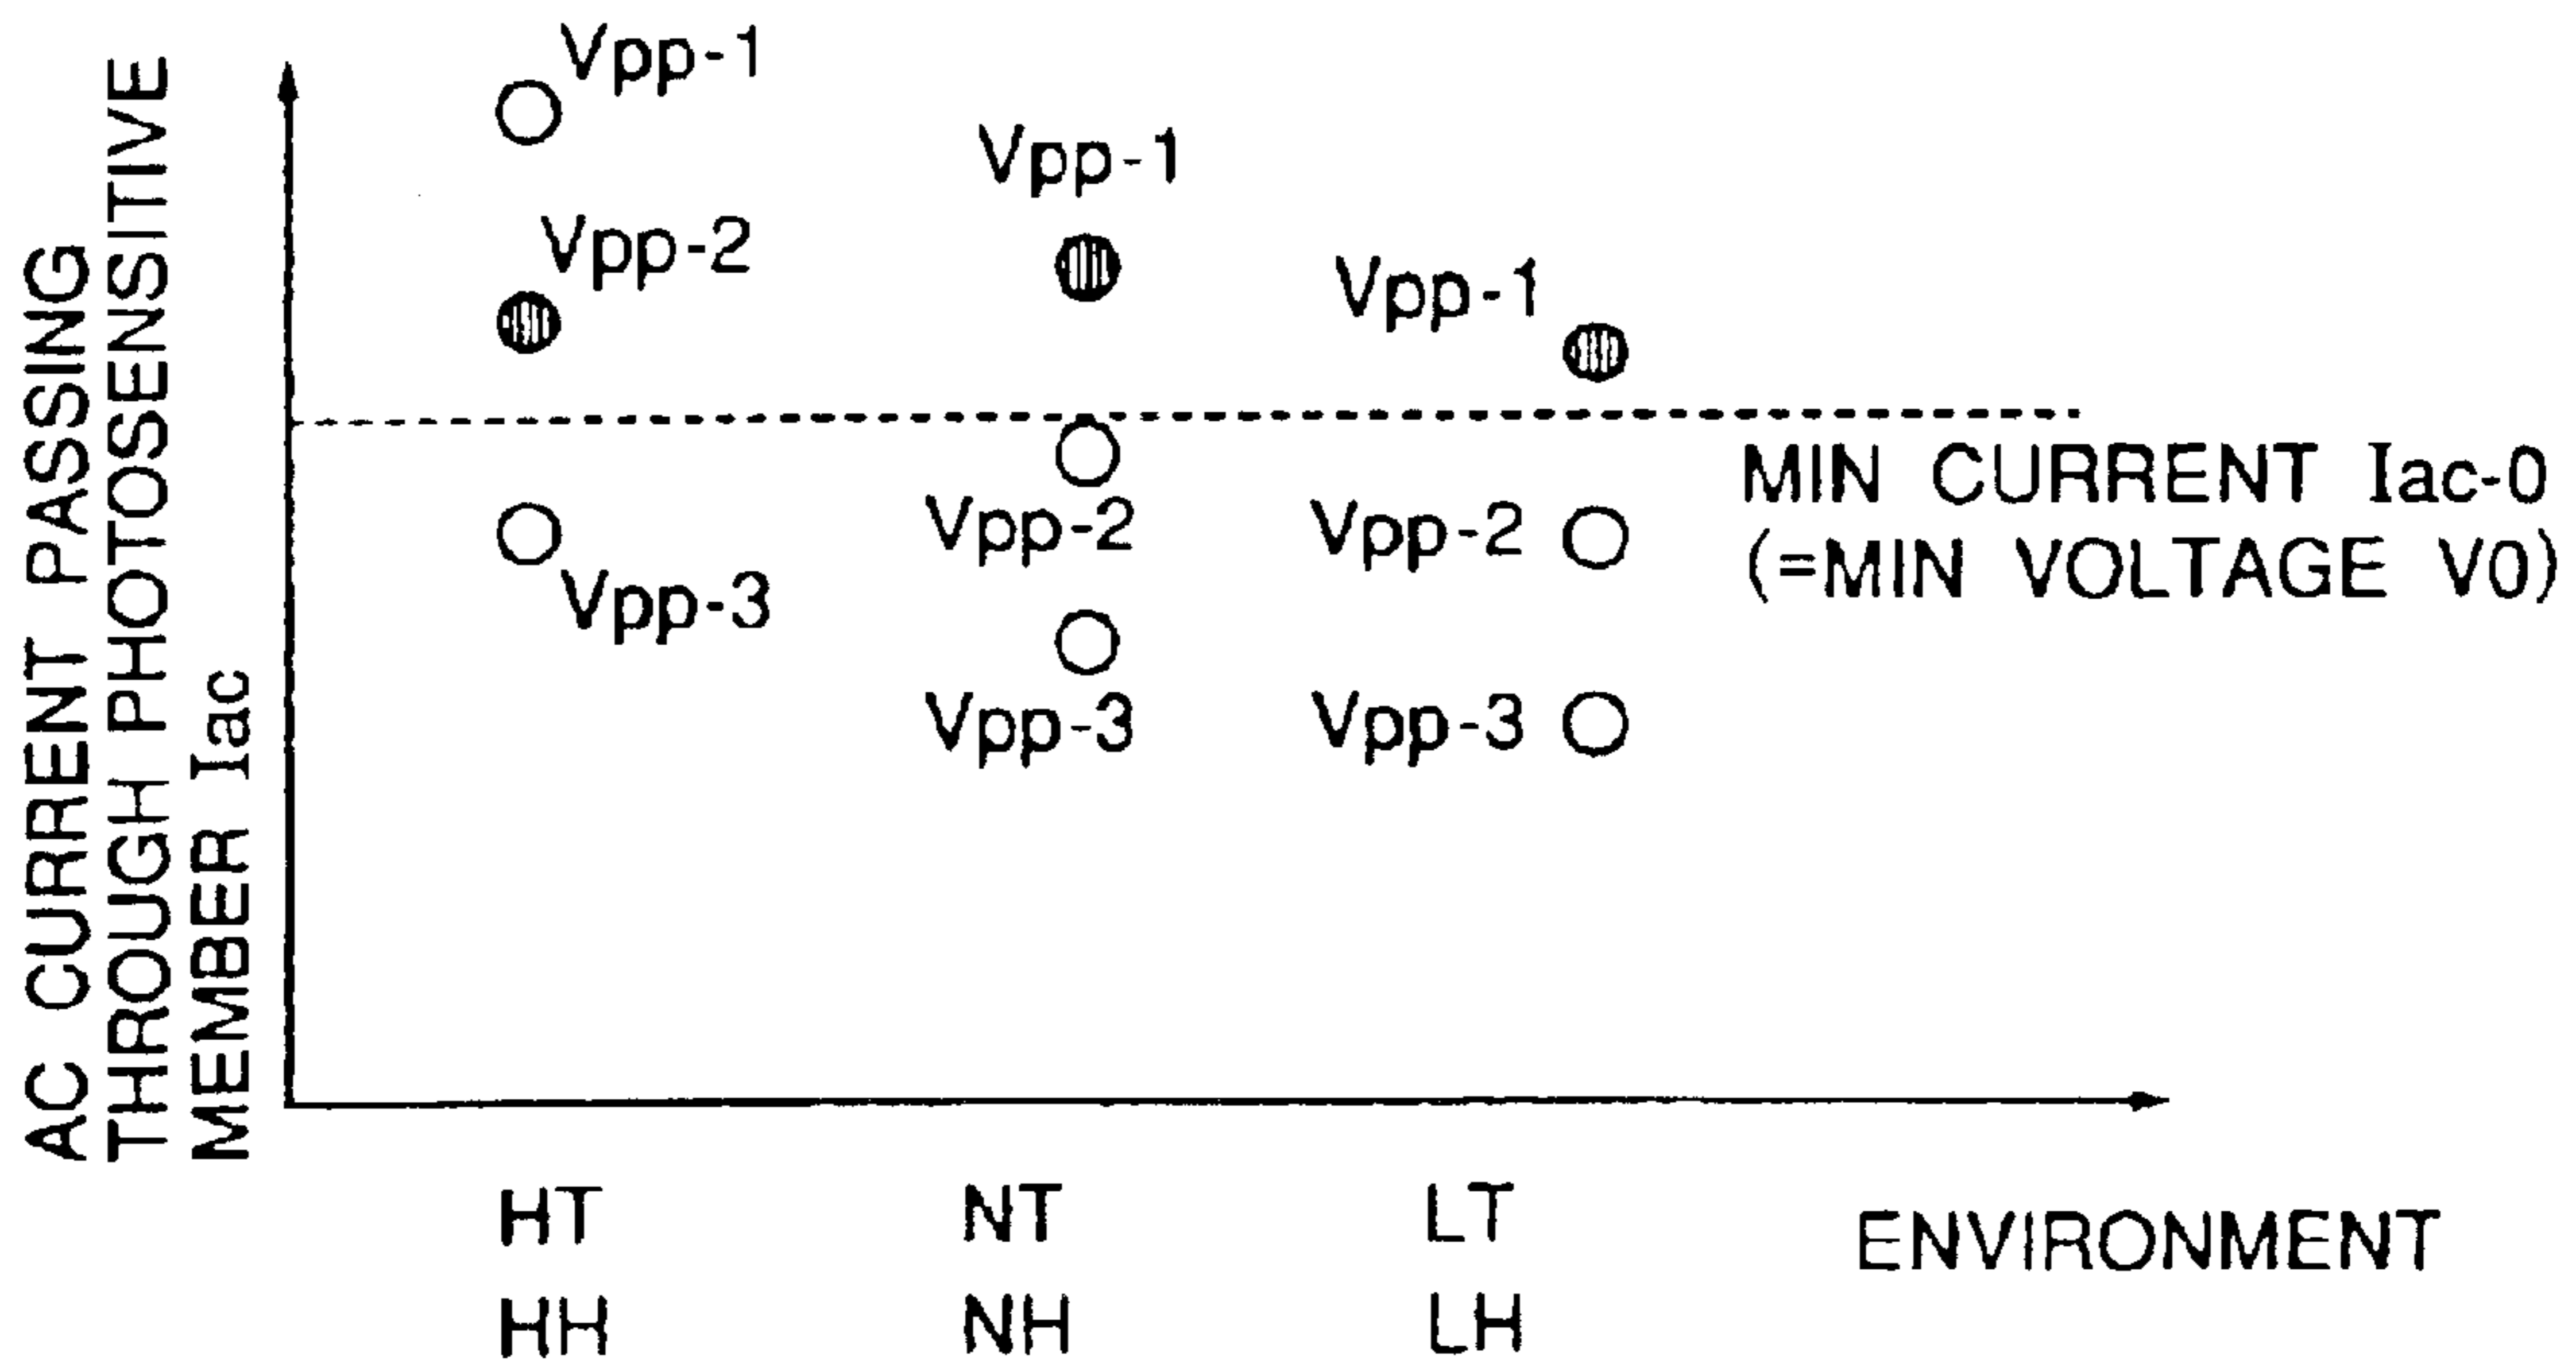 AC CURRENT PASSING
THROUGH PHOTOSENSITIVE
MEMBER Iac
Vpp-1
Vpp-2
Vpp-3
Vpp-1
Vpp-2
Vpp-3
Vpp-1
Vpp-2
Vpp-3
MIN CURRENT Iac-0
(=MIN VOLTAGE V0)
HT
HH
NT
NH
LT
LH
ENVIRONMENT